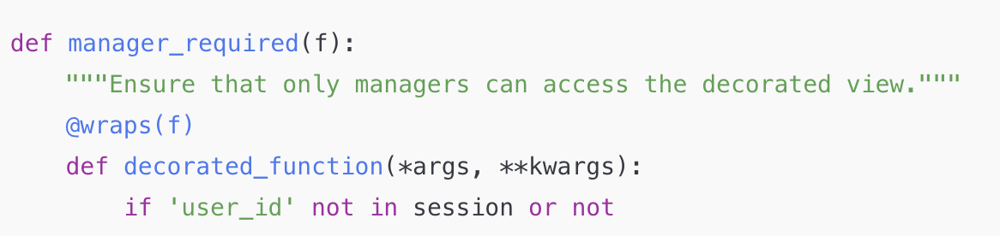 def manager_required(f):
    """Ensure that only managers can access the decorated view."""
    @wraps(f)
    def decorated_function(*args, **kwargs):
        if 'user_id' not in session or not